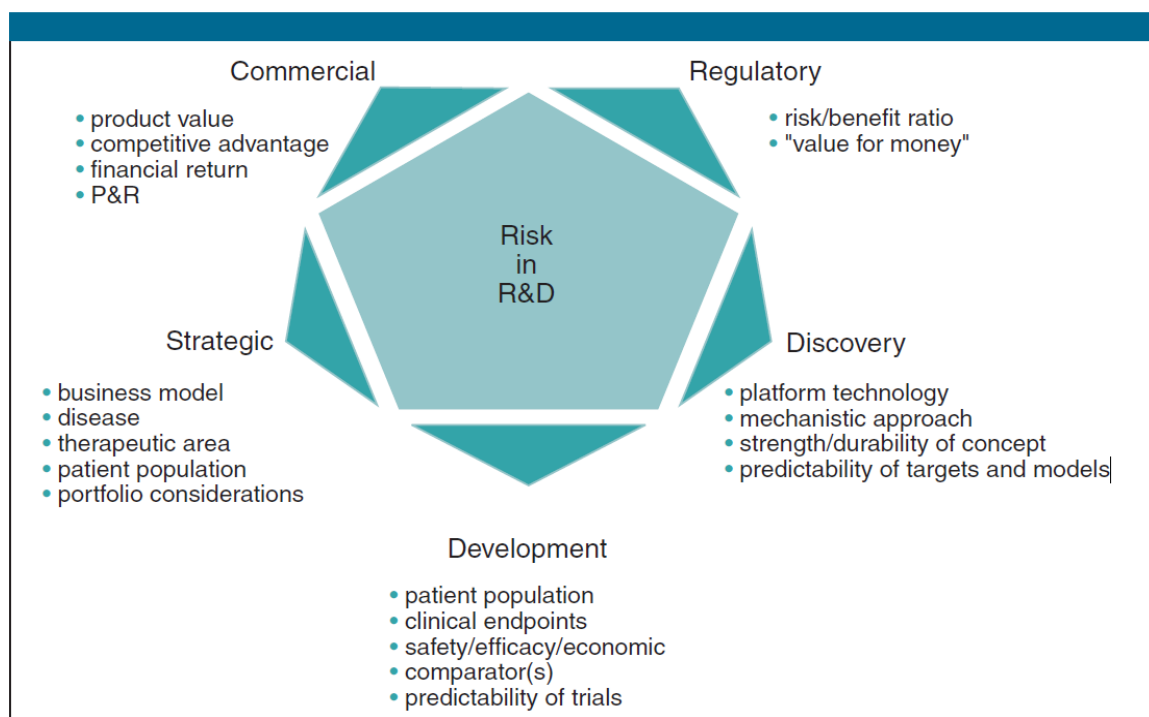 Commercial
• product value
• competitive advantage
• financial return
• P&R
Regulatory
• risk/benefit ratio
• "value for money"
Risk
in
R&D
Strategic
• business model
• disease
• therapeutic area
• patient population
• portfolio considerations
Discovery
• platform technology
• mechanistic approach
• strength/durability of concept
• predictability of targets and models
Development
• patient population
• clinical endpoints
• safety/efficacy/economic
• comparator(s)
• predictability of trials